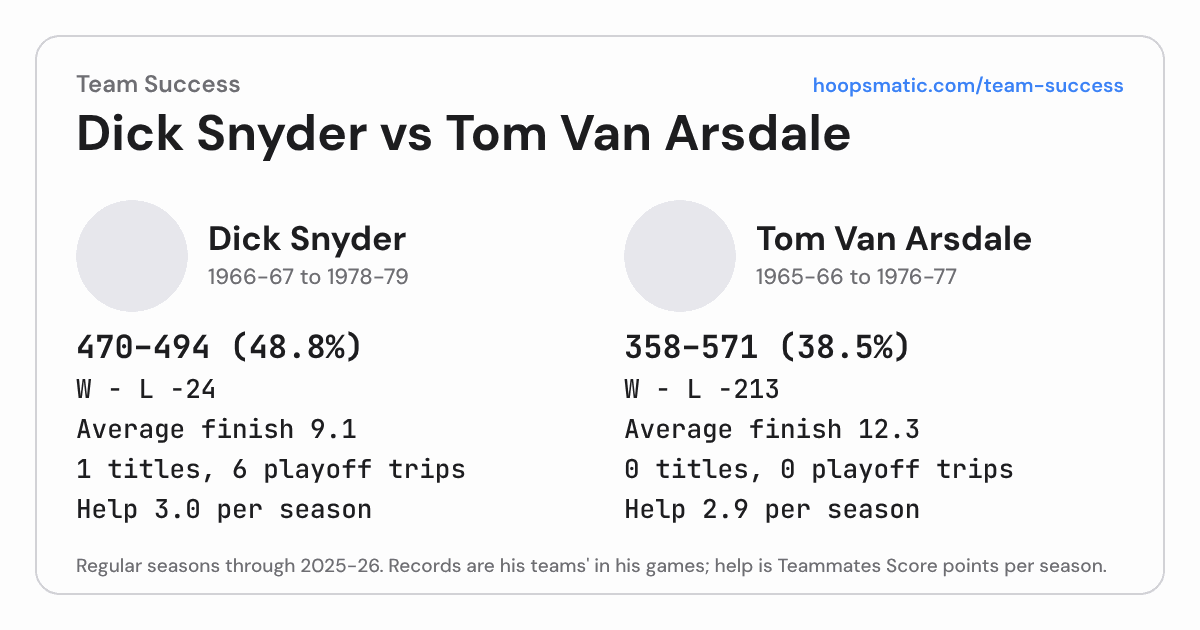 Team Success
hoopsmatic.com/team-success
Dick Snyder vs Tom Van Arsdale
Dick Snyder
1966-67 to 1978-79
470-494 (48.8%)
W - L -24
Average finish 9.1
1 titles, 6 playoff trips
Help 3.0 per season
Tom Van Arsdale
1965-66 to 1976-77
358-571 (38.5%)
W - L -213
Average finish 12.3
0 titles, 0 playoff trips
Help 2.9 per season
Regular seasons through 2025-26. Records are his teams' in his games; help is Teammates Score points per season.